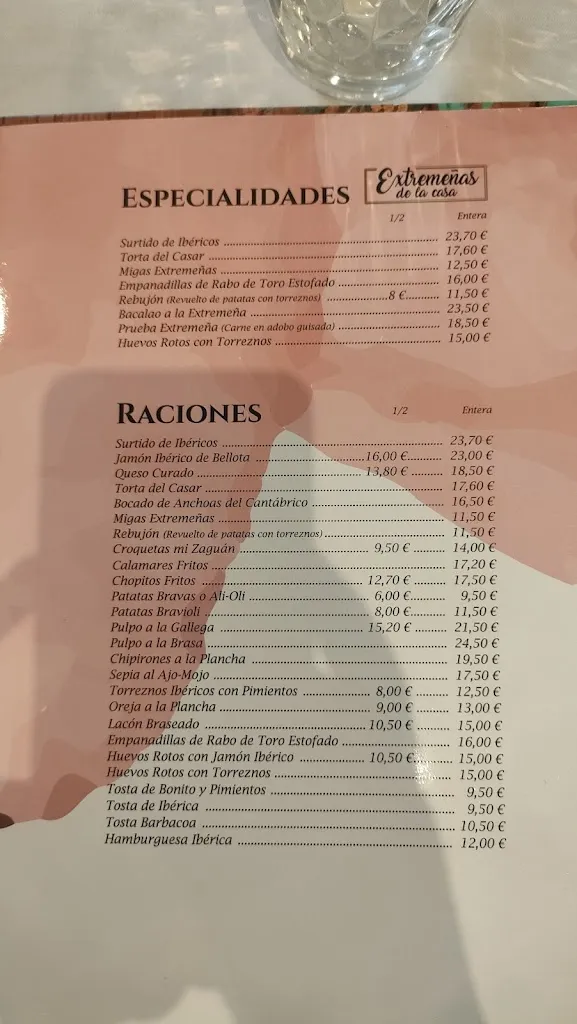 ESPECIALIDADES Extremeñas
de la casa
1/2 Entera
Surtido de Ibéricos 23,70 €
Torta del Casar 17,60 €
Migas Extremeñas 12,50 €
Empanadillas de Rabo de Toro Estofado 16,00 €
Rebujón (Revuelto de patatas con torreznos) 8 € 11,50 €
Bacalao a la Extremeña 23,50 €
Prueba Extremeña (Carne en adobo guisada) 18,50 €
Huevos Rotos con Torreznos 15,00 €
RACIONES 1/2 Entera
Surtido de Ibéricos 23,70 €
Jamón Ibérico de Bellota 16,00 € 23,00 €
Queso Curado 13,80 € 18,50 €
Torta del Casar 17,60 €
Bocado de Anchoas del Cantábrico 16,50 €
Migas Extremeñas 11,50 €
Rebujón (Revuelto de patatas con torreznos) 11,50 €
Croquetas mi Zaguán 9,50 € 14,00 €
Calamares Fritos 17,20 €
Chopitos Fritos 12,70 € 17,50 €
Patatas Bravas o Ali-Oli 6,00 € 9,50 €
Patatas Bravioli 8,00 € 11,50 €
Pulpo a la Gallega 15,20 € 21,50 €
Pulpo a la Brasa 24,50 €
Chipirones a la Plancha 19,50 €
Sepia al Ajo-Mojo 17,50 €
Torreznos Ibéricos con Pimientos 8,00 € 12,50 €
Oreja a la Plancha 9,00 € 13,00 €
Lacón Braseado 10,50 € 15,00 €
Empanadillas de Rabo de Toro Estofado 16,00 €
Huevos Rotos con Jamón Ibérico 10,50 € 15,00 €
Huevos Rotos con Torreznos 15,00 €
Tosta de Bonito y Pimientos 9,50 €
Tosta de Ibérica 9,50 €
Tosta Barbacoa 10,50 €
Hamburguesa Ibérica 12,00 €